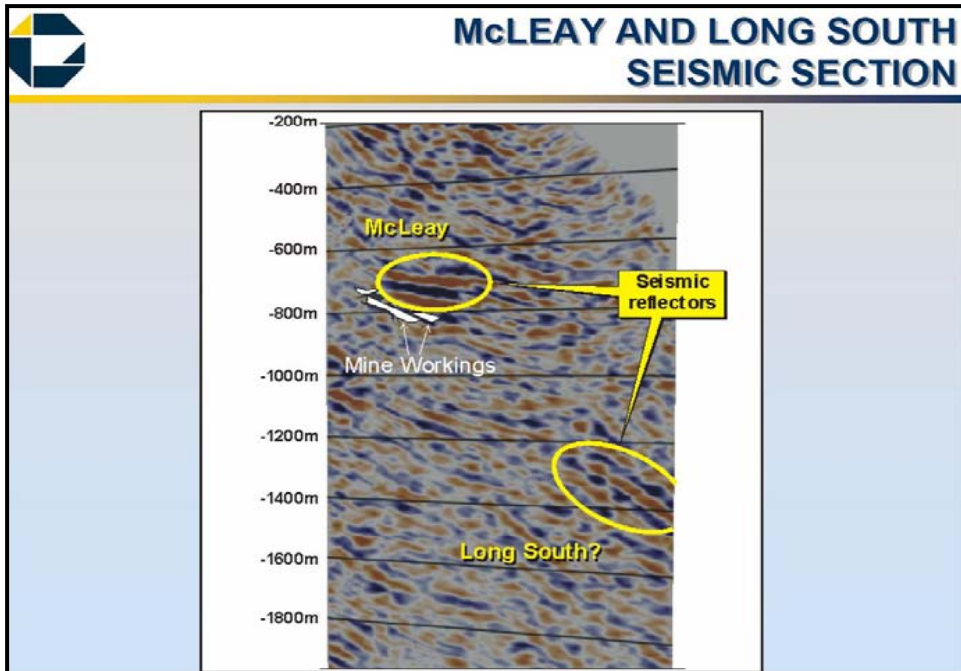 McLEAY AND LONG SOUTH
SEISMIC SECTION
-200m
-400m
McLeay
-600m
Seismic
reflectors
-800m
Mine Workings
-1000m
-1200m
-1400m
Long South?
-1600m
-1800m